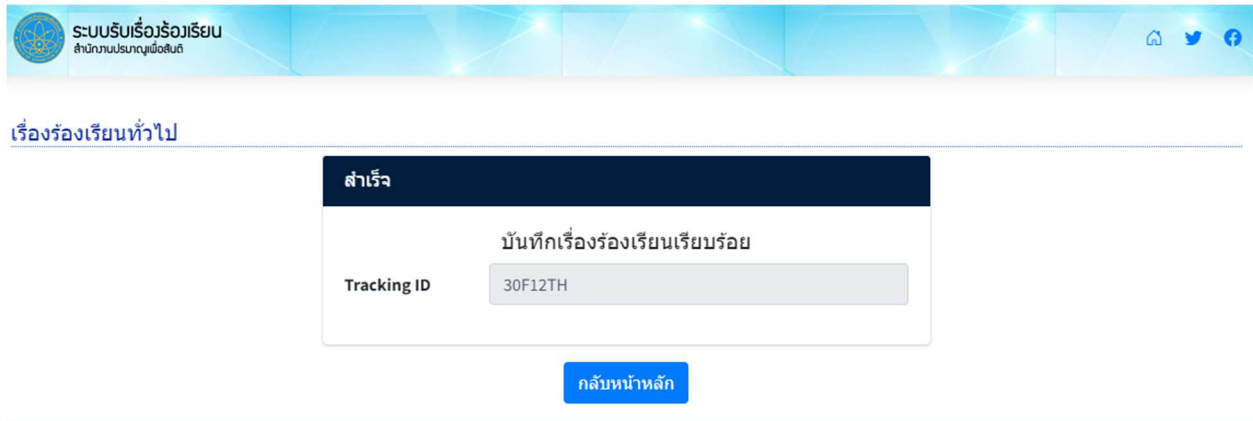 ระบบรับเรื่องร้องเรียน
สำนักงานปรมาณูเพื่อสันติ
เรื่องร้องเรียนทั่วไป
สำเร็จ
บันทึกเรื่องร้องเรียนเรียบร้อย
Tracking ID 30F12TH
กลับหน้าหลัก